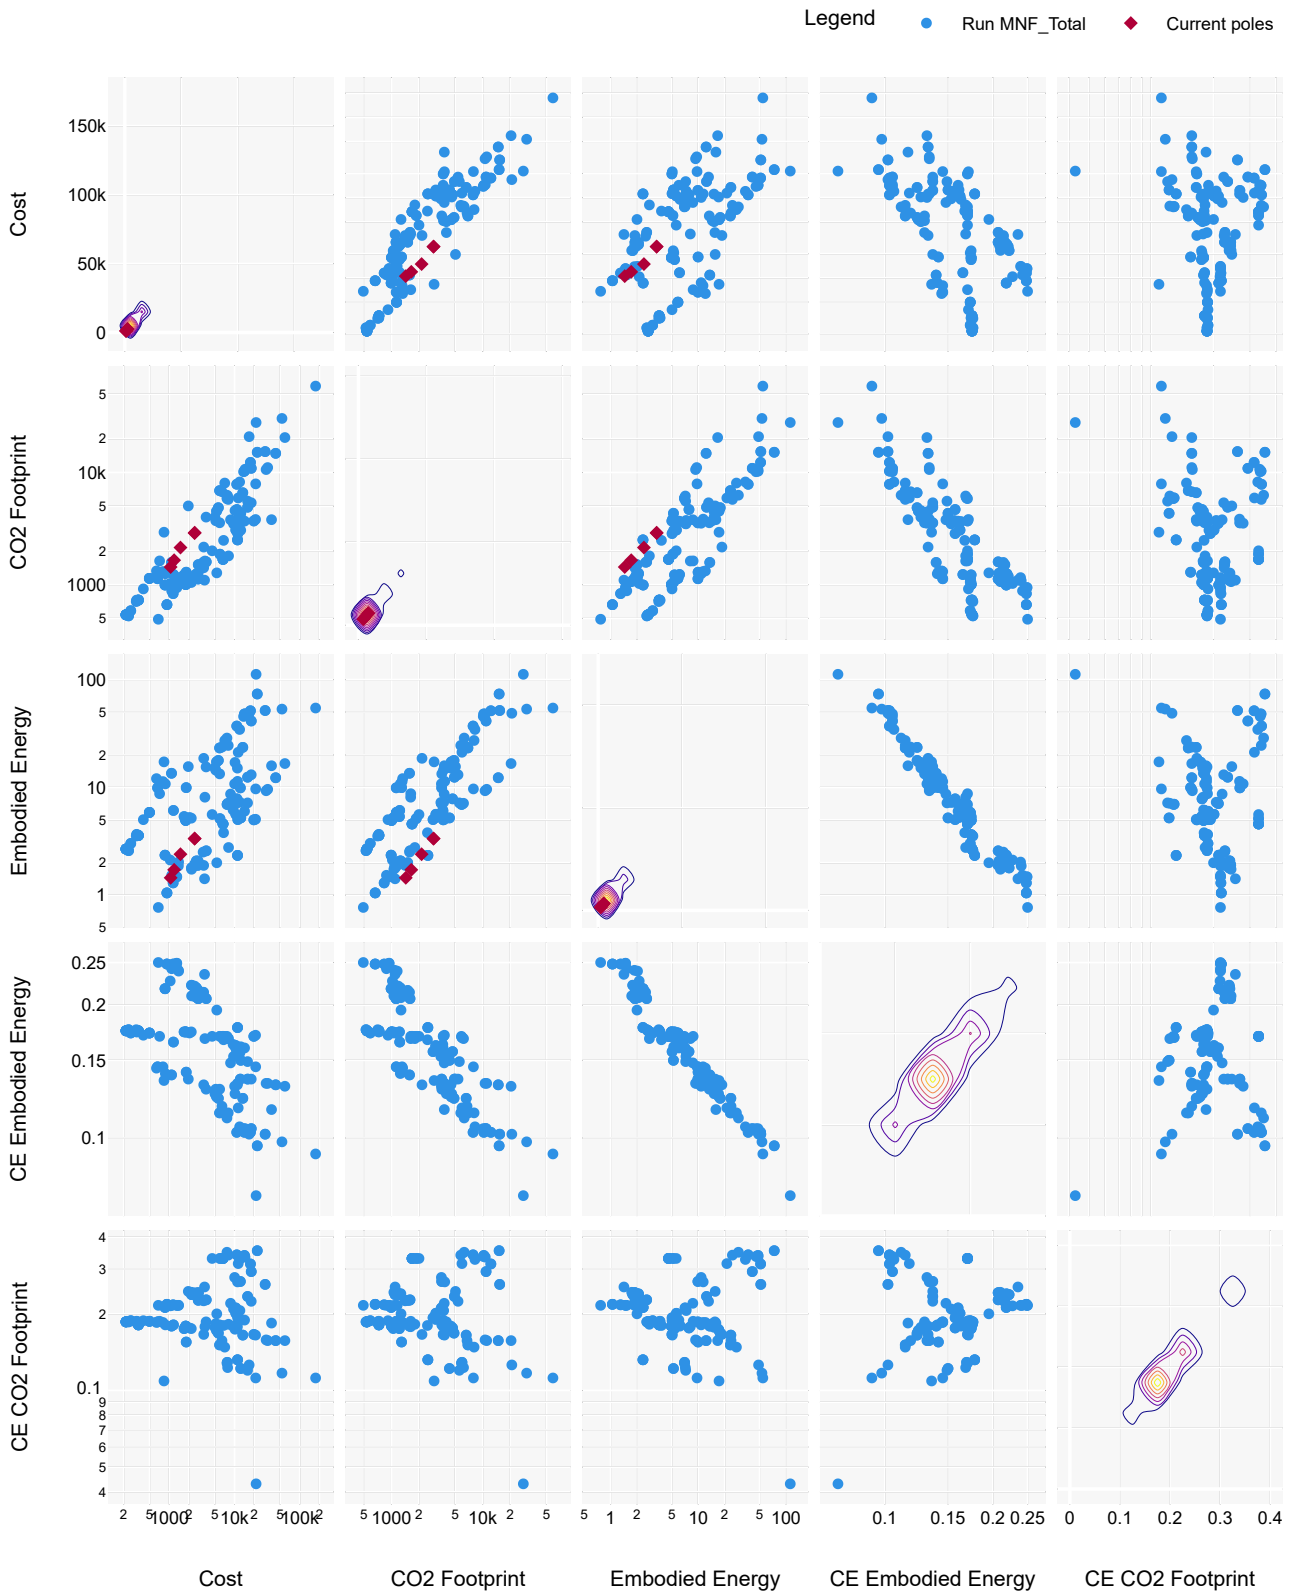 Legend
Run MNF_Total
Current poles
150k
100k
50k
0
Cost
5
2
10k
5
2
1000
5
CO2 Footprint
100
5
2
10
5
2
1
5
Embodied Energy
0.25
0.2
0.15
0.1
CE Embodied Energy
4
3
2
0.1
9
8
7
6
5
4
CE CO2 Footprint
2 5 1000 2 5 10k 2 5 100k 2
5 1000 2 5 10k 2 5
5 1 2 5 10 2 5 100
0.1 0.15 0.2 0.25
0 0.1 0.2 0.3 0.4
Cost
CO2 Footprint
Embodied Energy
CE Embodied Energy
CE CO2 Footprint